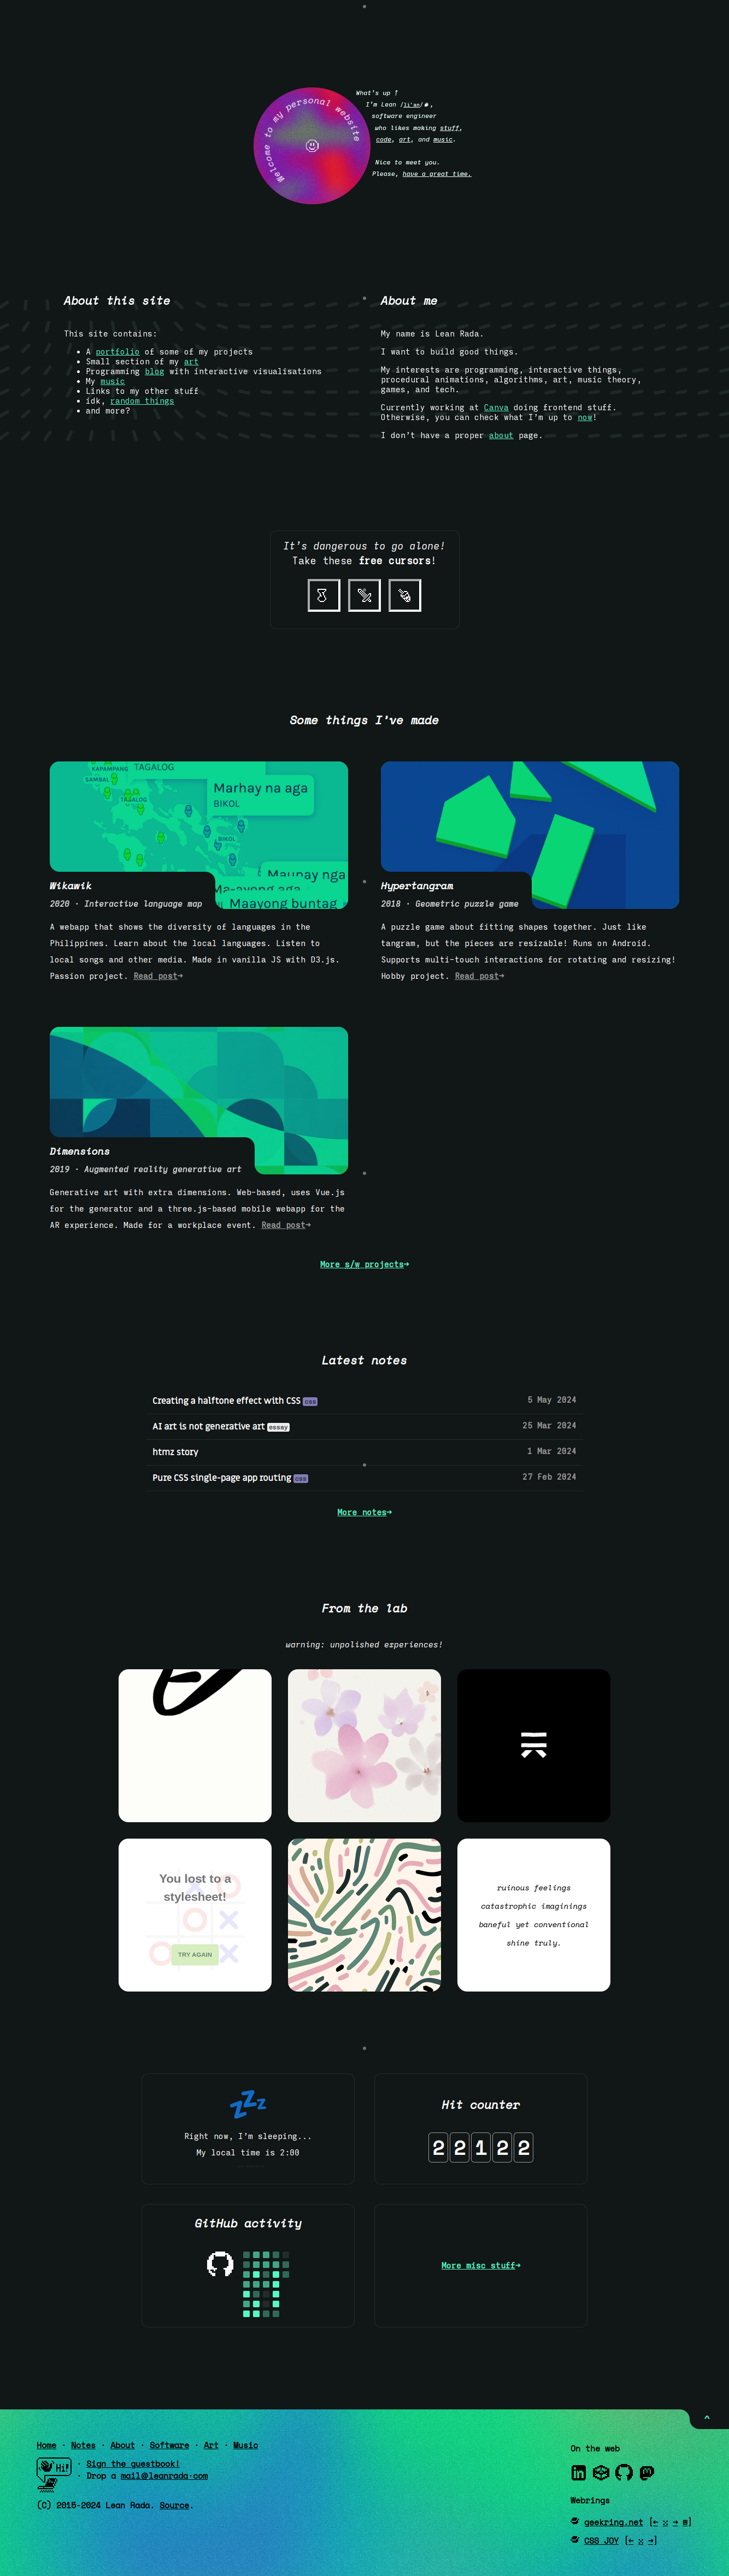 Welcome to my personal website
What's up ?
I'm Lean
software engineer
who likes making stuff,
code, art, and music.
Nice to meet you.
Please, have a great time.
About this site
This site contains:
• A portfolio of some of my projects
• Small section of my art
• Programming blog with interactive visualisations
• My music
• Links to my other stuff
• idk, random things
• and more?
About me
My name is Lean Rada.
I want to build good things.
My interests are programming, interactive things,
procedural animations, algorithms, art, music theory,
games, and tech.
Currently working at Canva doing frontend stuff.
Otherwise, you can check what I'm up to now!
I don't have a proper about page.
It's dangerous to go alone!
Take these free cursors!
Some things I've made
KAPAMPANG
TAGALOG
SAMBAL
TAGALOG
Marhay na aga
BIKOL
BIKOL
Maupay nga
Ma-ayong aga
Maayong buntag
Wikawik
2020 · Interactive language map
A webapp that shows the diversity of languages in the
Philippines. Learn about the local languages. Listen to
local songs and other media. Made in vanilla JS with D3.js.
Passion project. Read post→
Hypertangram
2018 · Geometric puzzle game
A puzzle game about fitting shapes together. Just like
tangram, but the pieces are resizable! Runs on Android.
Supports multi-touch interactions for rotating and resizing!
Hobby project. Read post→
Dimensions
2019 · Augmented reality generative art
Generative art with extra dimensions. Web-based, uses Vue.js
for the generator and a three.js-based mobile webapp for the
AR experience. Made for a workplace event. Read post→
More s/w projects→
Latest notes
Creating a halftone effect with CSS css 5 May 2024
AI art is not generative art essay 25 Mar 2024
htmz story 1 Mar 2024
Pure CSS single-page app routing css 27 Feb 2024
More notes→
From the lab
warning: unpolished experiences!
You lost to a
stylesheet!
TRY AGAIN
ruinous feelings
catastrophic imaginings
baneful yet conventional
shine truly.
zzz
Right now, I'm sleeping...
My local time is 2:00
Hit counter
22122
GitHub activity
More misc stuff→
^
Home · Notes · About · Software · Art · Music
Hi!
· Sign the guestbook!
· Drop a mail@leanrada·com
(C) 2015-2024 Lean Rada. Source.
On the web
in
Webrings
geekring.net [← ⁙ → m]
CSS JOY [← ⁙ →]